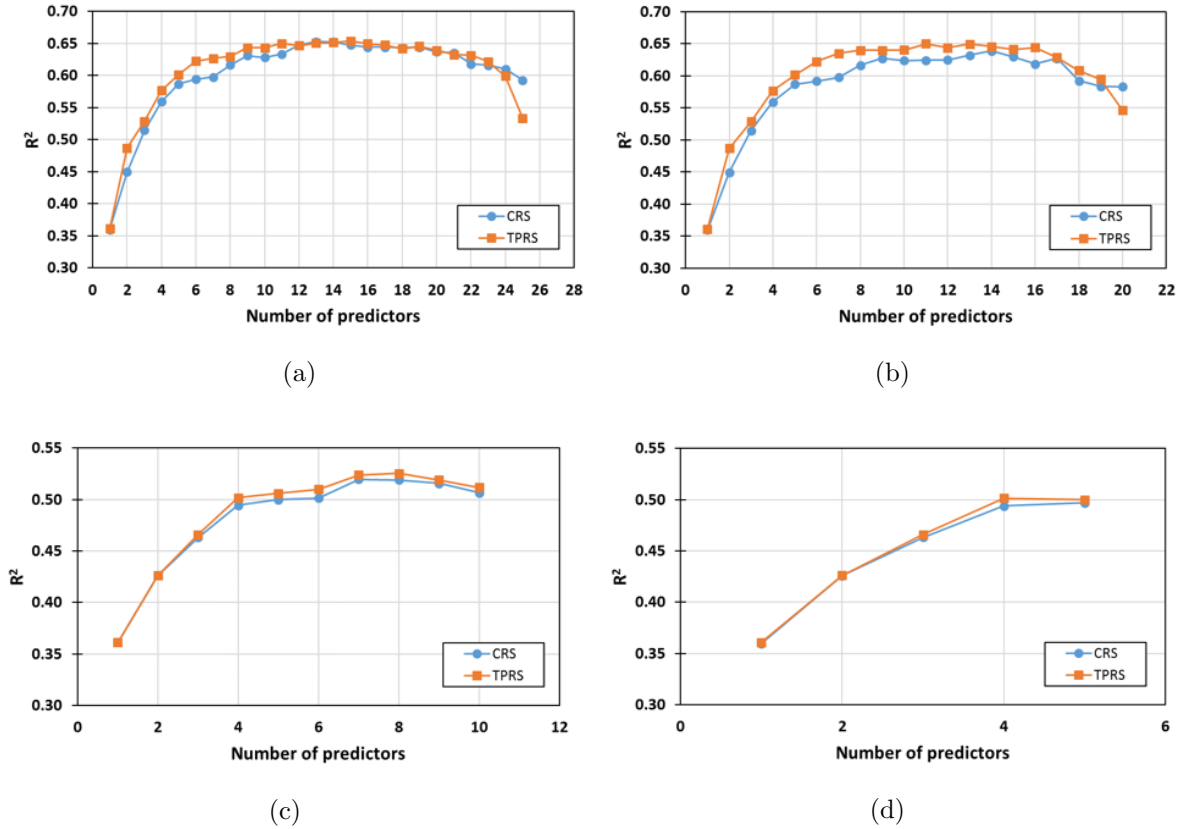 0.70
0.65
0.60
0.55
0.50
0.45
0.40
0.35
0.30
R²
0 2 4 6 8 10 12 14 16 18 20 22 24 26 28
Number of predictors
CRS
TPRS
(a)
0.70
0.65
0.60
0.55
0.50
0.45
0.40
0.35
0.30
R²
0 2 4 6 8 10 12 14 16 18 20 22
Number of predictors
CRS
TPRS
(b)
0.55
0.50
0.45
0.40
0.35
0.30
R²
0 2 4 6 8 10 12
Number of predictors
CRS
TPRS
(c)
0.55
0.50
0.45
0.40
0.35
0.30
R²
0 2 4 6
Number of predictors
CRS
TPRS
(d)